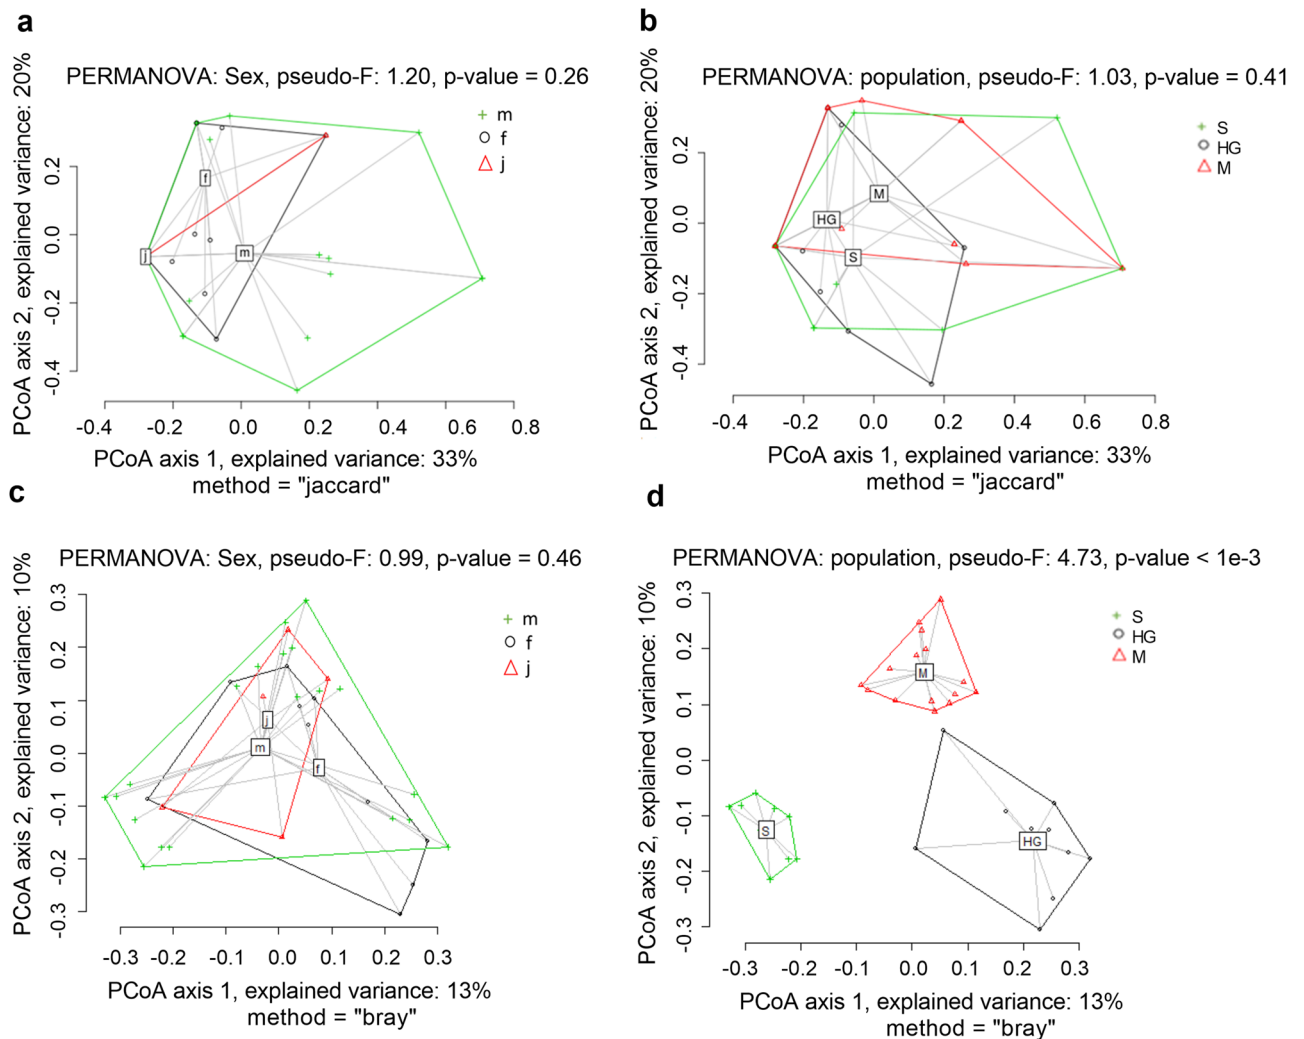 a
PERMANOVA: Sex, pseudo-F: 1.20, p-value = 0.26
PCoA axis 2, explained variance: 20%
0.2
0.0
-0.2
-0.4
m
f
j
f
j
m
-0.4 -0.2 0.0 0.2 0.4 0.6 0.8
PCoA axis 1, explained variance: 33%
method = "jaccard"
b
PERMANOVA: population, pseudo-F: 1.03, p-value = 0.41
PCoA axis 2, explained variance: 20%
0.2
0.0
-0.2
-0.4
S
HG
M
M
HG
S
-0.4 -0.2 0.0 0.2 0.4 0.6 0.8
PCoA axis 1, explained variance: 33%
method = "jaccard"
c
PERMANOVA: Sex, pseudo-F: 0.99, p-value = 0.46
PCoA axis 2, explained variance: 10%
0.3
0.2
0.1
0.0
-0.1
-0.2
-0.3
m
f
j
j
m
f
-0.3 -0.2 -0.1 0.0 0.1 0.2 0.3
PCoA axis 1, explained variance: 13%
method = "bray"
d
PERMANOVA: population, pseudo-F: 4.73, p-value < 1e-3
PCoA axis 2, explained variance: 10%
0.3
0.2
0.1
0.0
-0.1
-0.2
-0.3
S
HG
M
M
S
HG
-0.3 -0.2 -0.1 0.0 0.1 0.2 0.3
PCoA axis 1, explained variance: 13%
method = "bray"